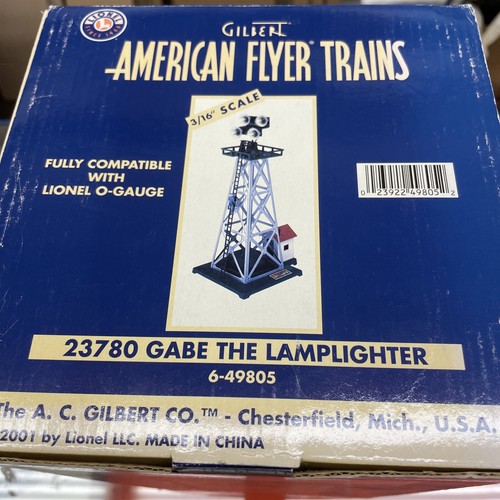 LIONEL
GILBERT
AMERICAN FLYER TRAINS®
3/16" SCALE
FULLY COMPATIBLE
WITH
LIONEL O-GAUGE
0 23922 49805 2
23780 GABE THE LAMPLIGHTER
6-49805
The A. C. GILBERT CO.™ - Chesterfield, Mich., U.S.A.
2001 by Lionel LLC. MADE IN CHINA